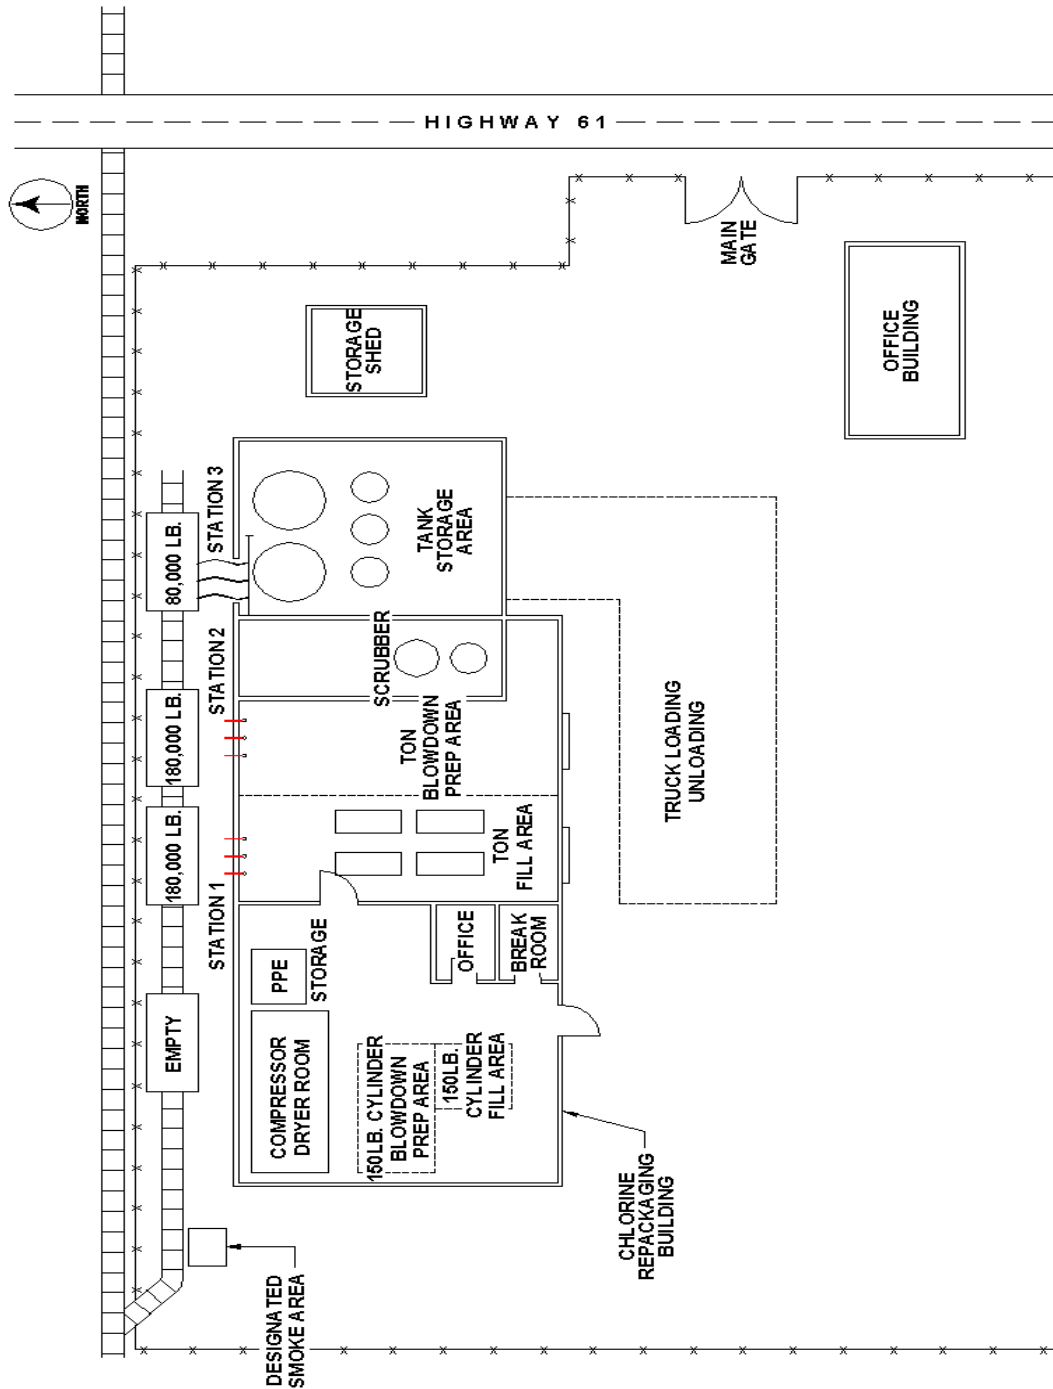 HIGHWAY 61
NORTH
MAIN
GATE
OFFICE
BUILDING
STORAGE
SHED
STATION 3
80,000 LB.
TANK
STORAGE
AREA
STATION 2
180,000 LB.
SCRUBBER
TON
BLOWDOWN
PREP AREA
TRUCK LOADING
UNLOADING
STATION 1
180,000 LB.
TON
FILL AREA
EMPTY
PPE
STORAGE
OFFICE
BREAK
ROOM
COMPRESSOR
DRYER ROOM
150LB. CYLINDER
BLOWDOWN
PREP AREA
150LB.
CYLINDER
FILL AREA
CHLORINE
REPACKAGING
BUILDING
DESIGNATED
SMOKE AREA